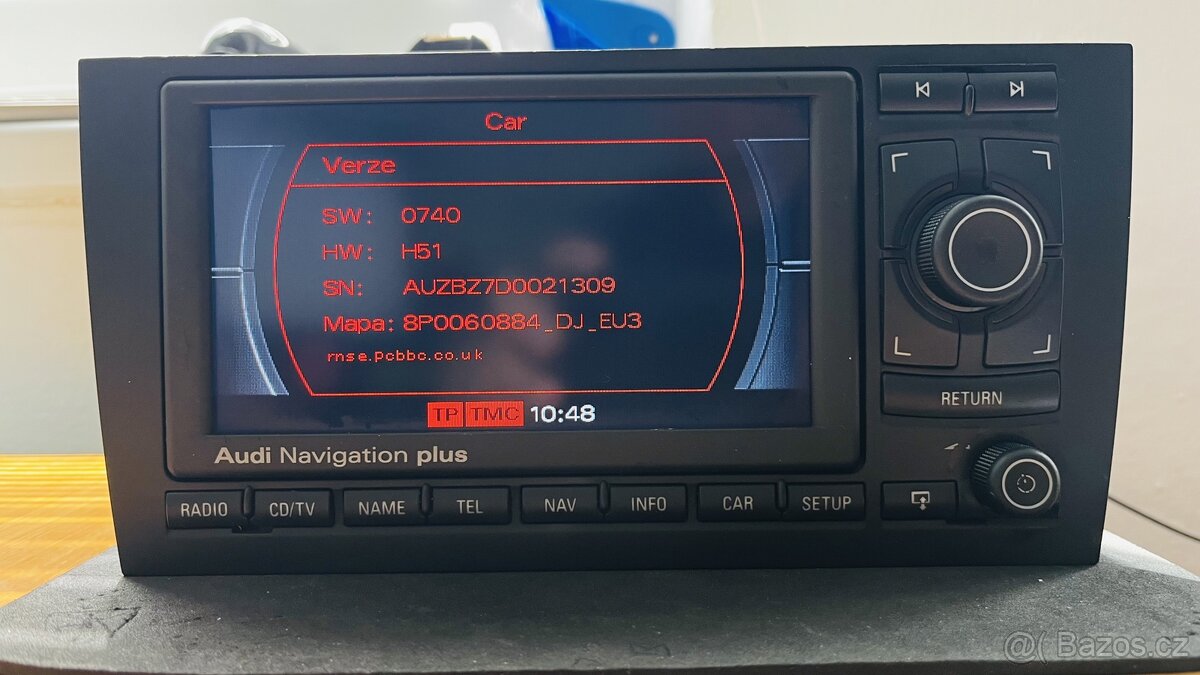 Car
Verze
SW: 0740
HW: H51
SN: AUZBZ7D0021309
Mapa: 8P0060884_DJ_EU3
rnse.pcbbc.co.uk
TP TMC 10:48
Audi Navigation plus
RETURN
RADIO CD/TV NAME TEL NAV INFO CAR SETUP
@( Bazos.cz